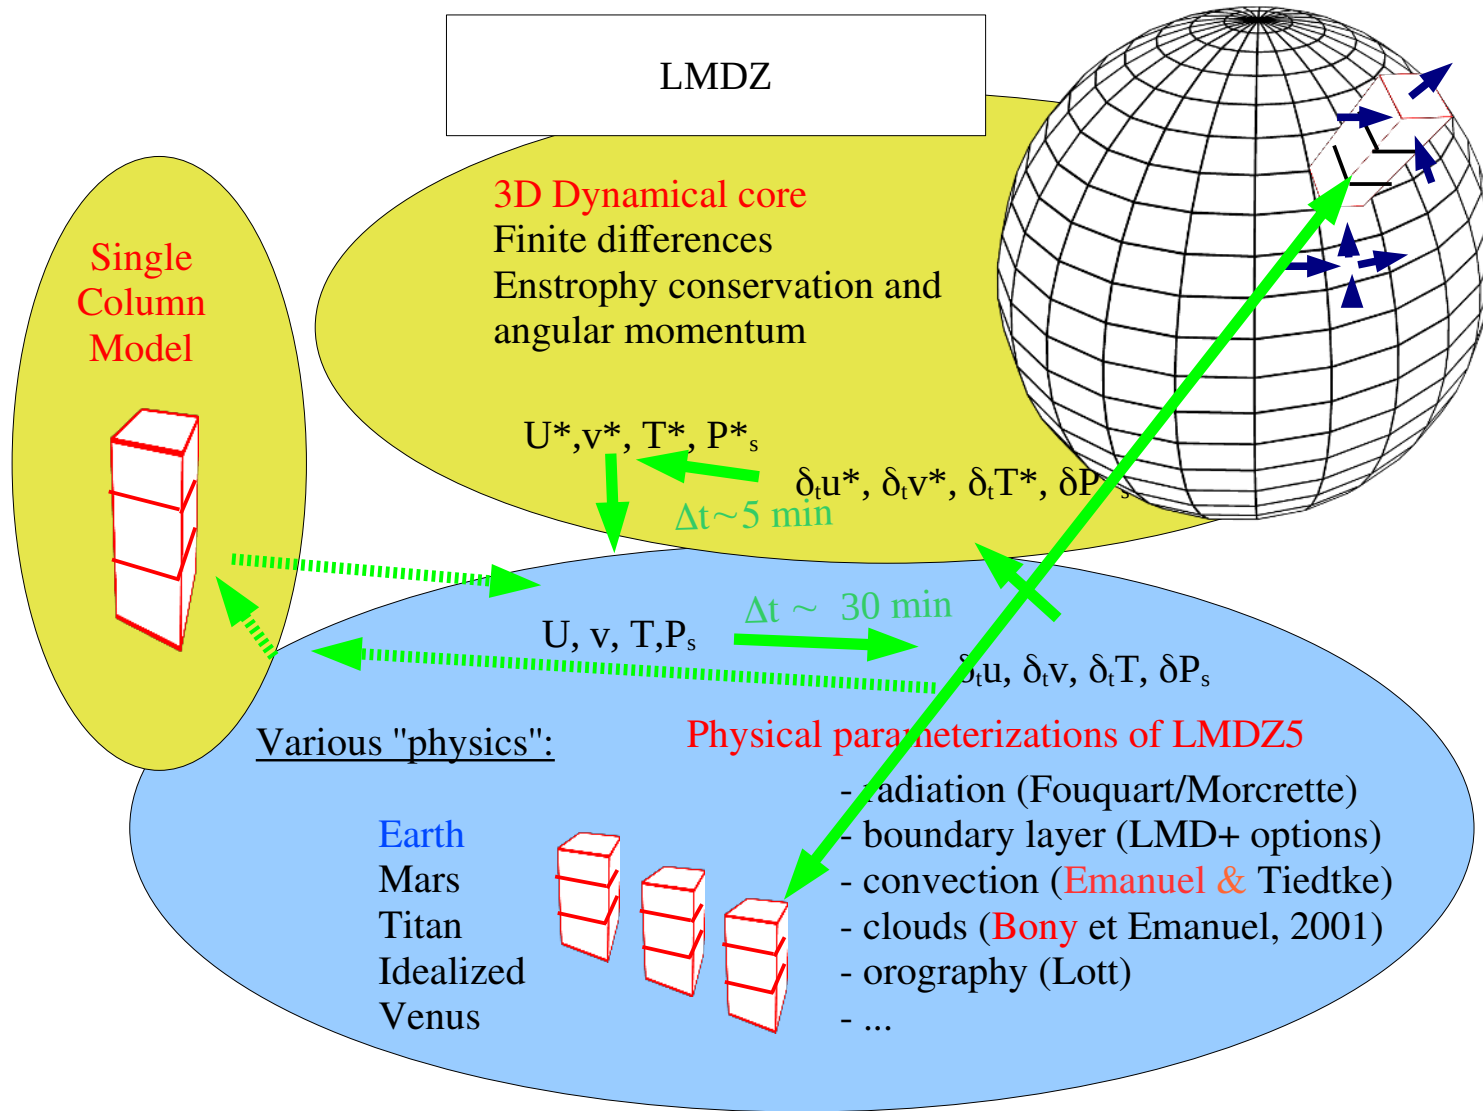 LMDZ
3D Dynamical core
Finite differences
Enstrophy conservation and
angular momentum
Single
Column
Model
U*,v*, T*, P*s
δtu*, δtv*, δtT*, δP*s
Δt~5 min
Δt ~ 30 min
U, v, T,Ps
δtu, δtv, δtT, δPs
Various "physics":
Earth
Mars
Titan
Idealized
Venus
Physical parameterizations of LMDZ5
- radiation (Fouquart/Morcrette)
- boundary layer (LMD+ options)
- convection (Emanuel & Tiedtke)
- clouds (Bony et Emanuel, 2001)
- orography (Lott)
- ...